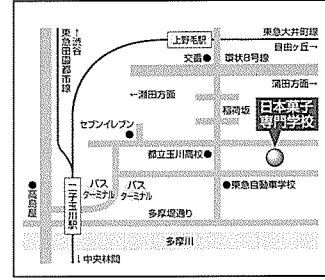 東急大井町線
上野毛駅
自由ヶ丘→
↑渋谷
東急田園都市線
交番
環状8号線
←瀬田方面
蒲田方面→
稲荷坂
日本菓子
専門学校
セブンイレブン
都立玉川高校
高島屋
二子玉川駅
バス
ターミナル
バス
ターミナル
東急自動車学校
多摩堤通り
多摩川
↓中央林間